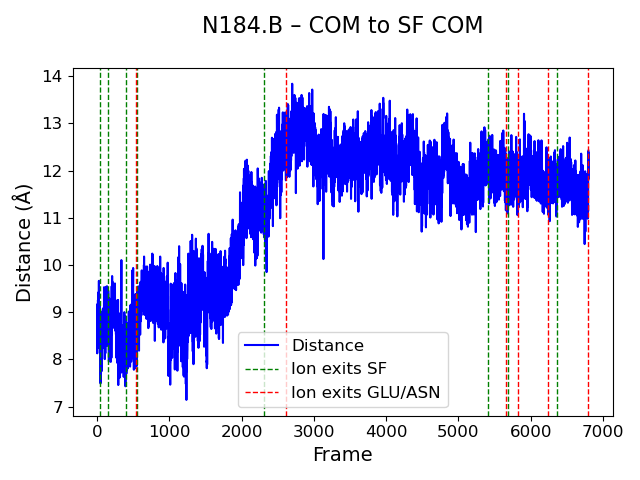 N184.B – COM to SF COM
14
13
12
11
10
9
8
7
Distance (Å)
Distance
Ion exits SF
Ion exits GLU/ASN
0 1000 2000 3000 4000 5000 6000 7000
Frame